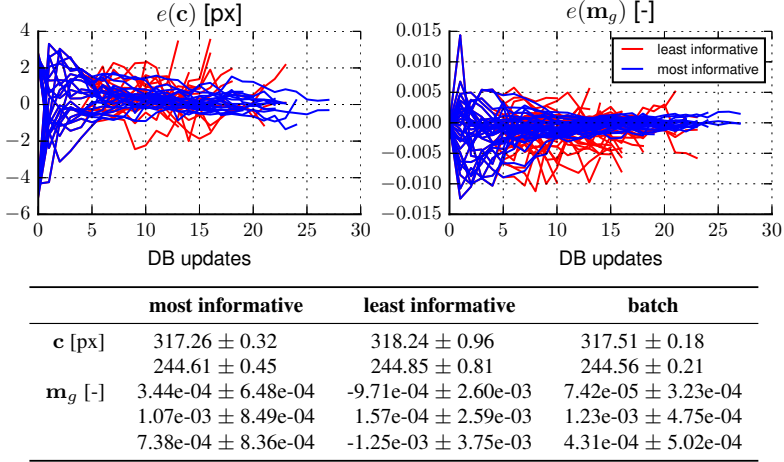 e(c) [px]
4
2
0
−2
−4
−6
0 5 10 15 20 25 30
DB updates
e(m_g) [-]
0.015
0.010
0.005
0.000
−0.005
−0.010
−0.015
0 5 10 15 20 25 30
DB updates
least informative
most informative
most informative least informative batch
c [px] 317.26 ± 0.32 318.24 ± 0.96 317.51 ± 0.18
244.61 ± 0.45 244.85 ± 0.81 244.56 ± 0.21
m_g [-] 3.44e-04 ± 6.48e-04 -9.71e-04 ± 2.60e-03 7.42e-05 ± 3.23e-04
1.07e-03 ± 8.49e-04 1.57e-04 ± 2.59e-03 1.23e-03 ± 4.75e-04
7.38e-04 ± 8.36e-04 -1.25e-03 ± 3.75e-03 4.31e-04 ± 5.02e-04